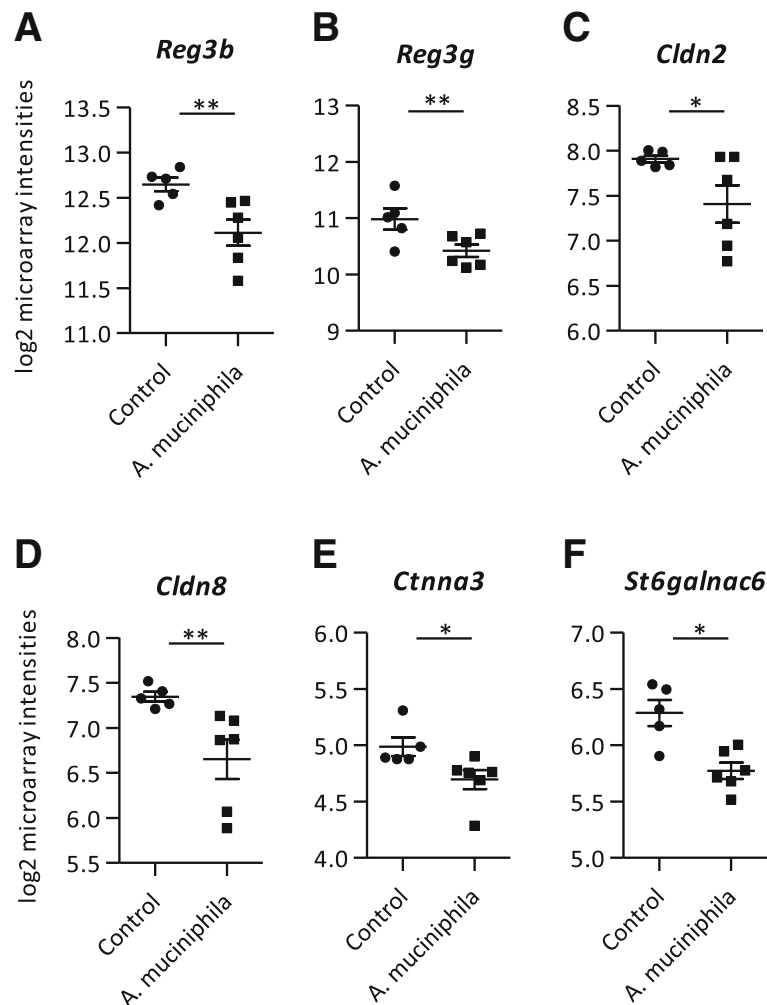 A
Reg3b
log2 microarray intensities
13.5
13.0
12.5
12.0
11.5
11.0
**
Control
A. muciniphila
B
Reg3g
13
12
11
10
9
**
Control
A. muciniphila
C
Cldn2
8.5
8.0
7.5
7.0
6.5
6.0
*
Control
A. muciniphila
D
Cldn8
log2 microarray intensities
8.0
7.5
7.0
6.5
6.0
5.5
**
Control
A. muciniphila
E
Ctnna3
6.0
5.5
5.0
4.5
4.0
*
Control
A. muciniphila
F
St6galnac6
7.0
6.5
6.0
5.5
5.0
*
Control
A. muciniphila